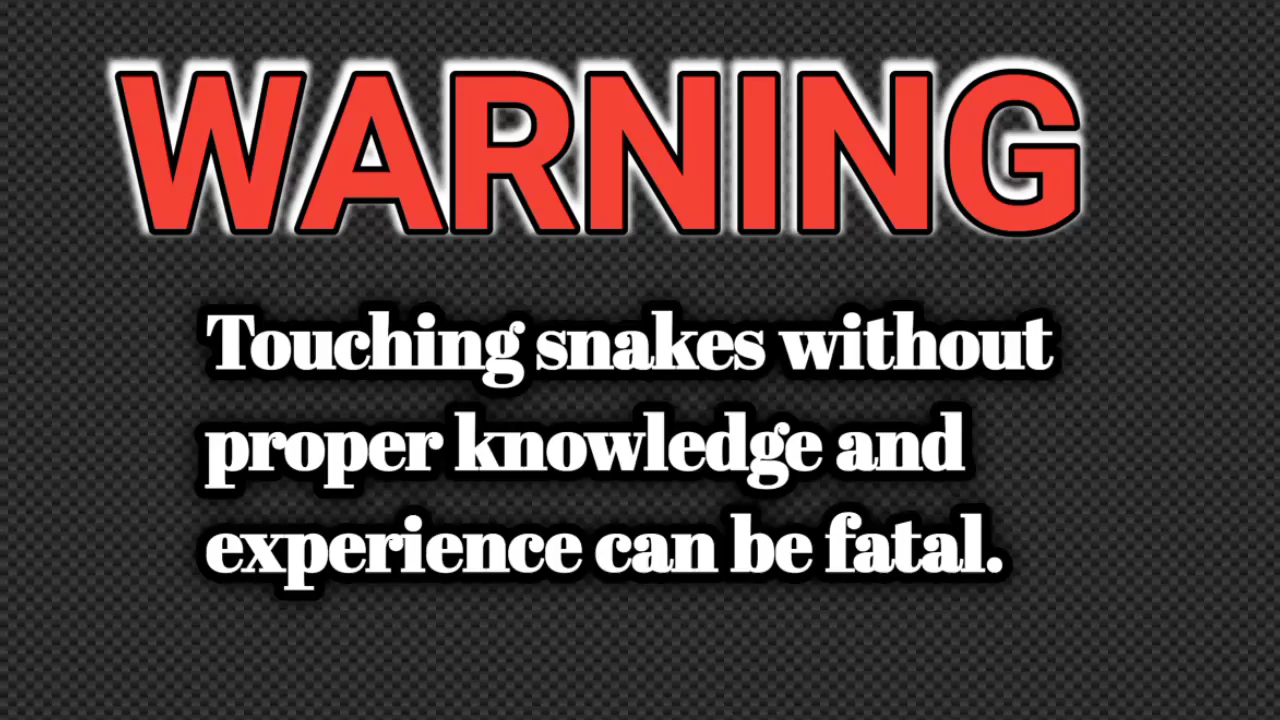 WARNING
Touching snakes without
proper knowledge and
experience can be fatal.